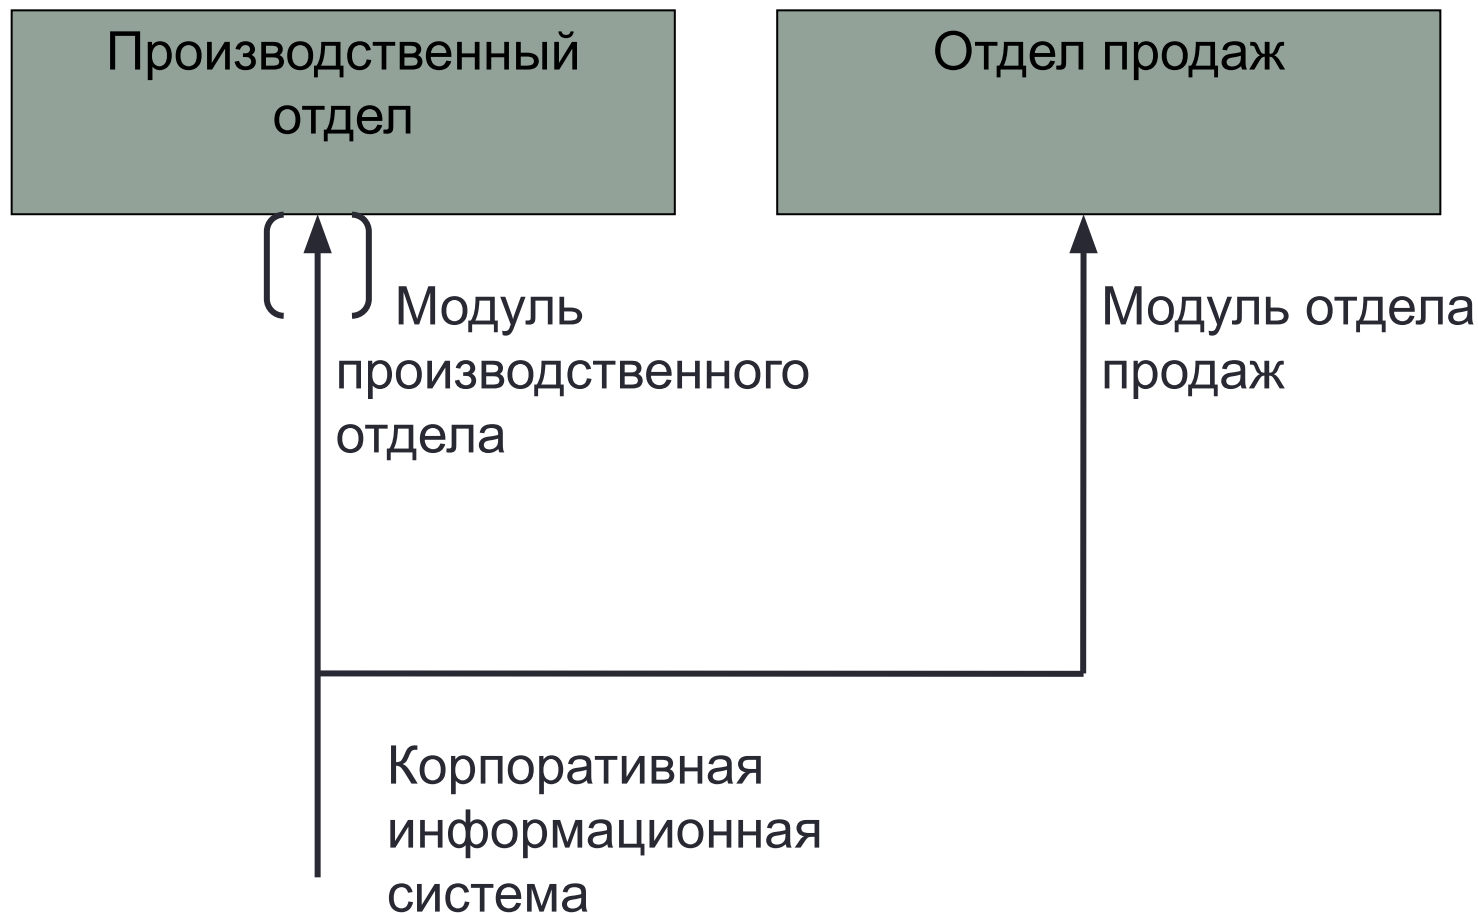 Производственный
отдел
Отдел продаж
Модуль
производственного
отдела
Модуль отдела
продаж
Корпоративная
информационная
система